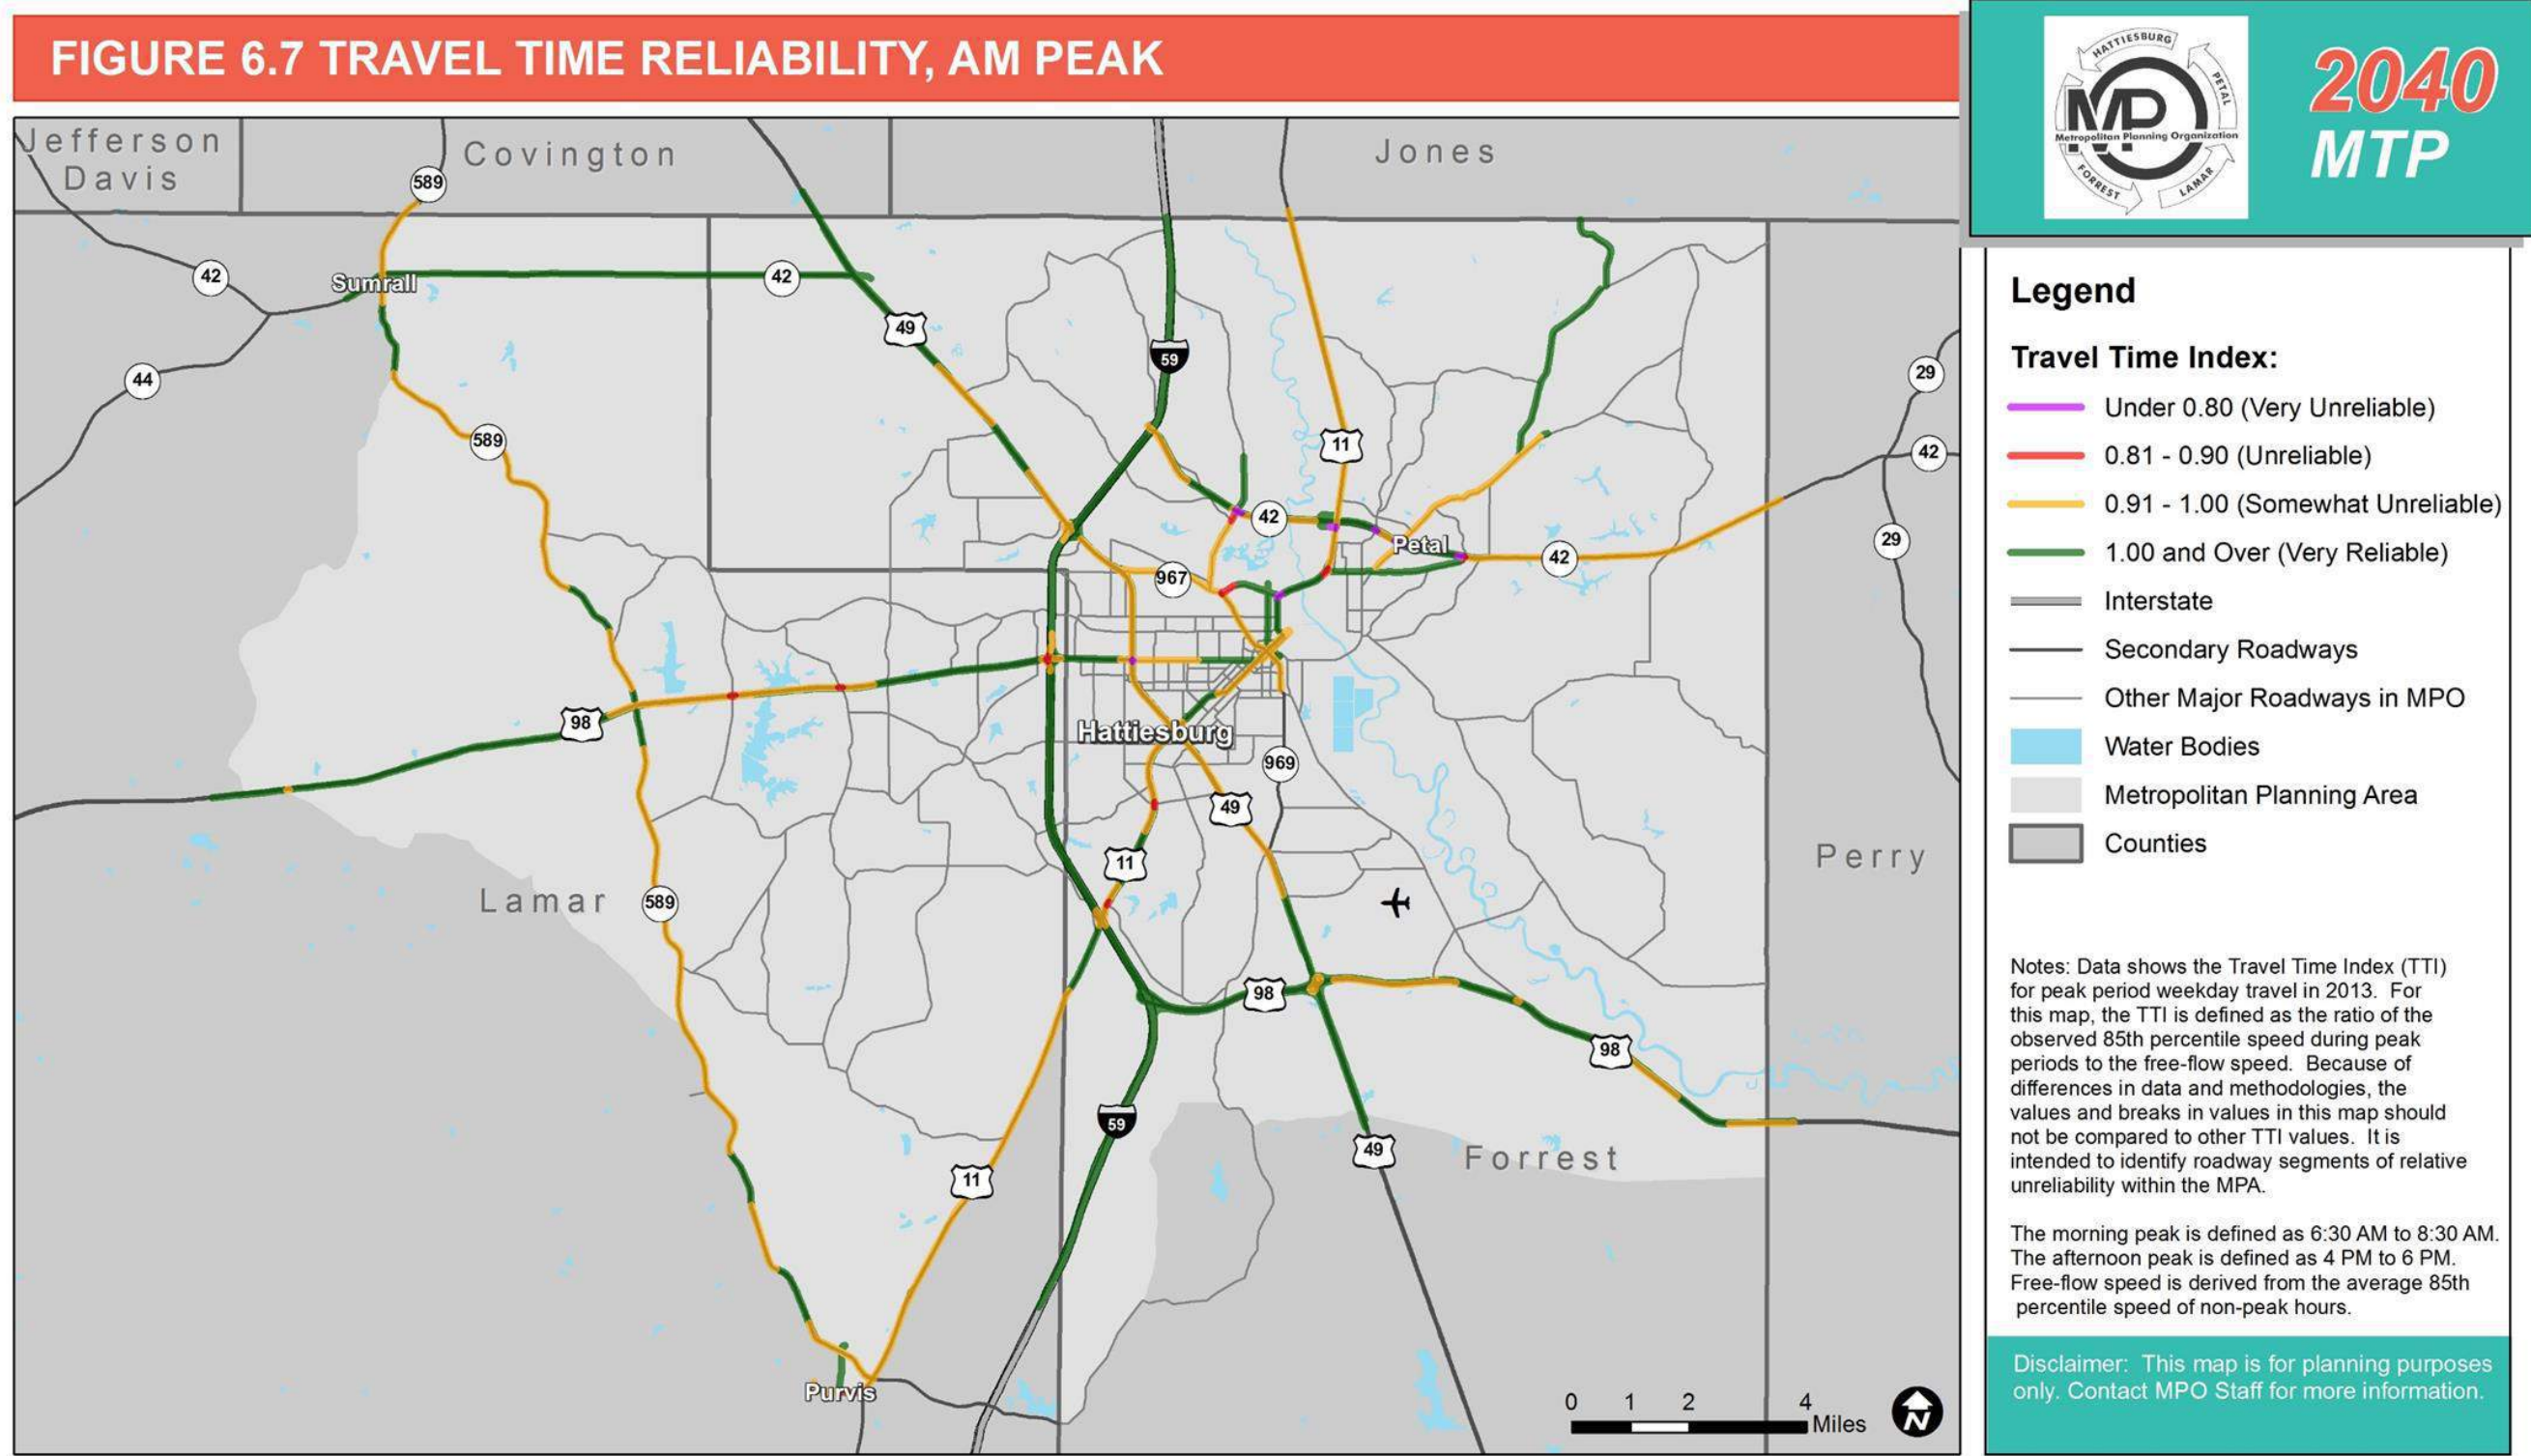 FIGURE 6.7 TRAVEL TIME RELIABILITY, AM PEAK
HATTIESBURG
PETAL
LAMAR
FORREST
MPO
Metropolitan Planning Organization
2040
MTP
Jefferson
Davis
Covington
Jones
589
42
Sumrall
42
49
59
44
29
11
589
42
42
29
Petal
42
967
98
Hattiesburg
969
49
11
Perry
Lamar
589
98
98
59
49
Forrest
11
Purvis
0 1 2 4
Miles
N
Legend
Travel Time Index:
Under 0.80 (Very Unreliable)
0.81 - 0.90 (Unreliable)
0.91 - 1.00 (Somewhat Unreliable)
1.00 and Over (Very Reliable)
Interstate
Secondary Roadways
Other Major Roadways in MPO
Water Bodies
Metropolitan Planning Area
Counties
Notes: Data shows the Travel Time Index (TTI)
for peak period weekday travel in 2013. For
this map, the TTI is defined as the ratio of the
observed 85th percentile speed during peak
periods to the free-flow speed. Because of
differences in data and methodologies, the
values and breaks in values in this map should
not be compared to other TTI values. It is
intended to identify roadway segments of relative
unreliability within the MPA.
The morning peak is defined as 6:30 AM to 8:30 AM.
The afternoon peak is defined as 4 PM to 6 PM.
Free-flow speed is derived from the average 85th
percentile speed of non-peak hours.
Disclaimer: This map is for planning purposes
only. Contact MPO Staff for more information.